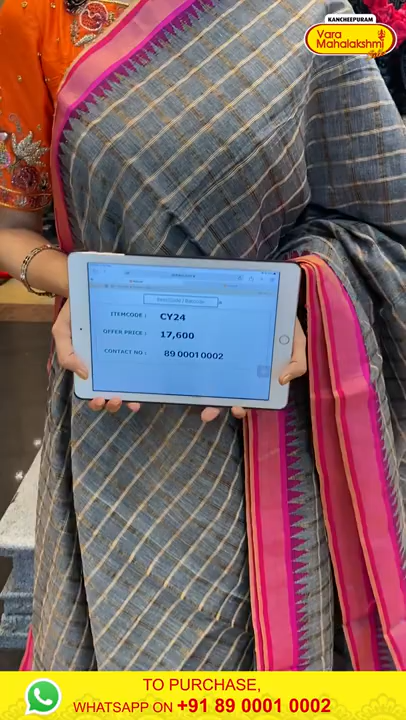 KANCHEEPURAM
Vara
Mahalakshmi
ITEMCODE : CY24
OFFER PRICE : 17,600
CONTACT NO : 89 0001 0002
TO PURCHASE,
WHATSAPP ON +91 89 0001 0002